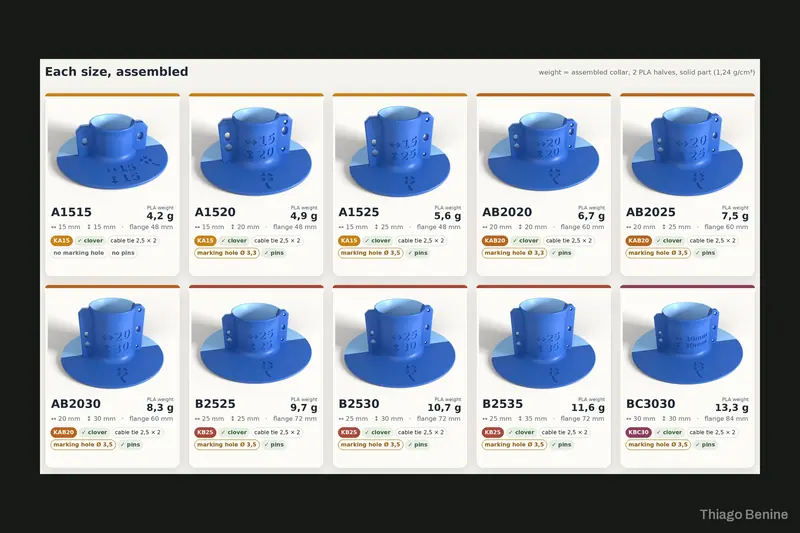 Each size, assembled
weight = assembled collar, 2 PLA halves, solid part (1,24 g/cm³)
A1515
PLA weight
4,2 g
↔ 15 mm ↕ 15 mm · flange 48 mm
KA15 ✓ clover cable tie 2,5 × 2
no marking hole no pins
A1520
PLA weight
4,9 g
↔ 15 mm ↕ 20 mm · flange 48 mm
KA15 ✓ clover cable tie 2,5 × 2
marking hole Ø 3,3 ✓ pins
A1525
PLA weight
5,6 g
↔ 15 mm ↕ 25 mm · flange 48 mm
KA15 ✓ clover cable tie 2,5 × 2
marking hole Ø 3,5 ✓ pins
AB2020
PLA weight
6,7 g
↔ 20 mm ↕ 20 mm · flange 60 mm
KAB20 ✓ clover cable tie 2,5 × 2
marking hole Ø 3,3 ✓ pins
AB2025
PLA weight
7,5 g
↔ 20 mm ↕ 25 mm · flange 60 mm
KAB20 ✓ clover cable tie 2,5 × 2
marking hole Ø 3,5 ✓ pins
AB2030
PLA weight
8,3 g
↔ 20 mm ↕ 30 mm · flange 60 mm
KAB20 ✓ clover cable tie 2,5 × 2
marking hole Ø 3,5 ✓ pins
B2525
PLA weight
9,7 g
↔ 25 mm ↕ 25 mm · flange 72 mm
KB25 ✓ clover cable tie 2,5 × 2
marking hole Ø 3,5 ✓ pins
B2530
PLA weight
10,7 g
↔ 25 mm ↕ 30 mm · flange 72 mm
KB25 ✓ clover cable tie 2,5 × 2
marking hole Ø 3,5 ✓ pins
B2535
PLA weight
11,6 g
↔ 25 mm ↕ 35 mm · flange 72 mm
KB25 ✓ clover cable tie 2,5 × 2
marking hole Ø 3,5 ✓ pins
BC3030
PLA weight
13,3 g
↔ 30 mm ↕ 30 mm · flange 84 mm
KBC30 ✓ clover cable tie 2,5 × 2
marking hole Ø 3,5 ✓ pins
Thiago Benine